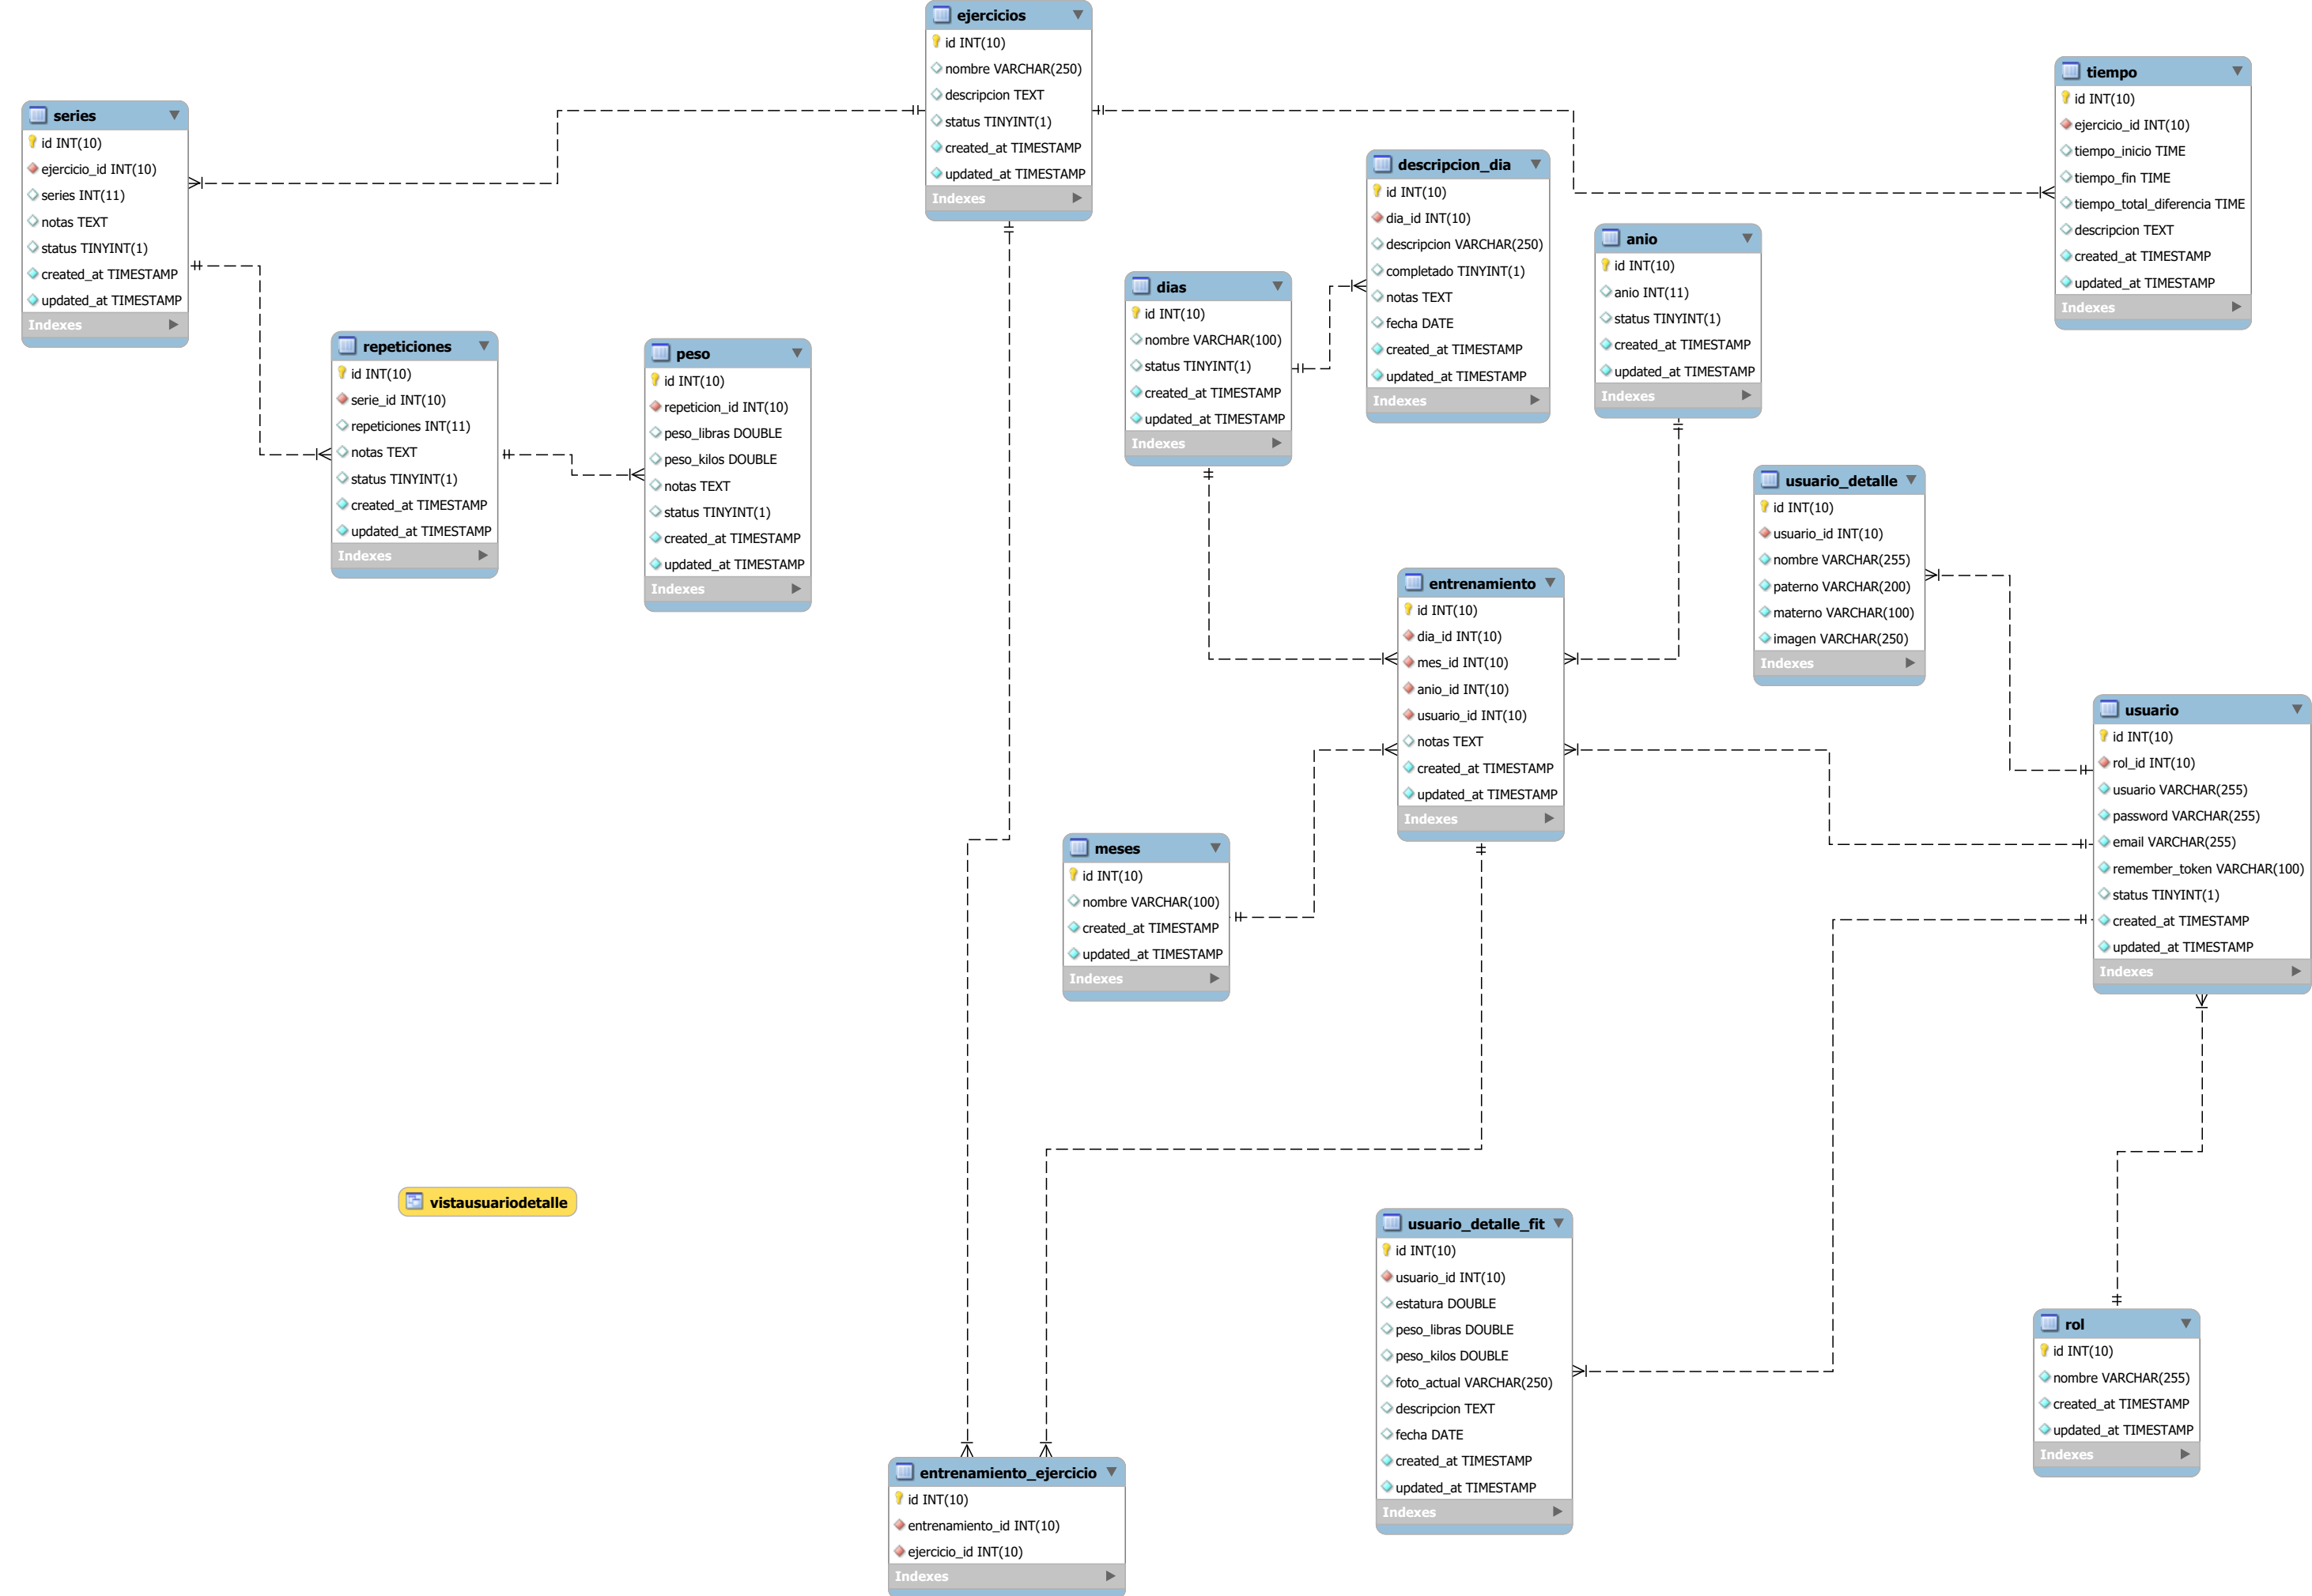 ejercicios
id INT(10)
nombre VARCHAR(250)
descripcion TEXT
status TINYINT(1)
created_at TIMESTAMP
updated_at TIMESTAMP
Indexes
tiempo
id INT(10)
ejercicio_id INT(10)
tiempo_inicio TIME
tiempo_fin TIME
tiempo_total_diferencia TIME
descripcion TEXT
created_at TIMESTAMP
updated_at TIMESTAMP
Indexes
series
id INT(10)
ejercicio_id INT(10)
series INT(11)
notas TEXT
status TINYINT(1)
created_at TIMESTAMP
updated_at TIMESTAMP
Indexes
descripcion_dia
id INT(10)
dia_id INT(10)
descripcion VARCHAR(250)
completado TINYINT(1)
notas TEXT
fecha DATE
created_at TIMESTAMP
updated_at TIMESTAMP
Indexes
anio
id INT(10)
anio INT(11)
status TINYINT(1)
created_at TIMESTAMP
updated_at TIMESTAMP
Indexes
dias
id INT(10)
nombre VARCHAR(100)
status TINYINT(1)
created_at TIMESTAMP
updated_at TIMESTAMP
Indexes
repeticiones
id INT(10)
serie_id INT(10)
repeticiones INT(11)
notas TEXT
status TINYINT(1)
created_at TIMESTAMP
updated_at TIMESTAMP
Indexes
peso
id INT(10)
repeticion_id INT(10)
peso_libras DOUBLE
peso_kilos DOUBLE
notas TEXT
status TINYINT(1)
created_at TIMESTAMP
updated_at TIMESTAMP
Indexes
usuario_detalle
id INT(10)
usuario_id INT(10)
nombre VARCHAR(255)
paterno VARCHAR(200)
materno VARCHAR(100)
imagen VARCHAR(250)
Indexes
entrenamiento
id INT(10)
dia_id INT(10)
mes_id INT(10)
anio_id INT(10)
usuario_id INT(10)
notas TEXT
created_at TIMESTAMP
updated_at TIMESTAMP
Indexes
usuario
id INT(10)
rol_id INT(10)
usuario VARCHAR(255)
password VARCHAR(255)
email VARCHAR(255)
remember_token VARCHAR(100)
status TINYINT(1)
created_at TIMESTAMP
updated_at TIMESTAMP
Indexes
meses
id INT(10)
nombre VARCHAR(100)
created_at TIMESTAMP
updated_at TIMESTAMP
Indexes
vistausuariodetalle
usuario_detalle_fit
id INT(10)
usuario_id INT(10)
estatura DOUBLE
peso_libras DOUBLE
peso_kilos DOUBLE
foto_actual VARCHAR(250)
descripcion TEXT
fecha DATE
created_at TIMESTAMP
updated_at TIMESTAMP
Indexes
rol
id INT(10)
nombre VARCHAR(255)
created_at TIMESTAMP
updated_at TIMESTAMP
Indexes
entrenamiento_ejercicio
id INT(10)
entrenamiento_id INT(10)
ejercicio_id INT(10)
Indexes